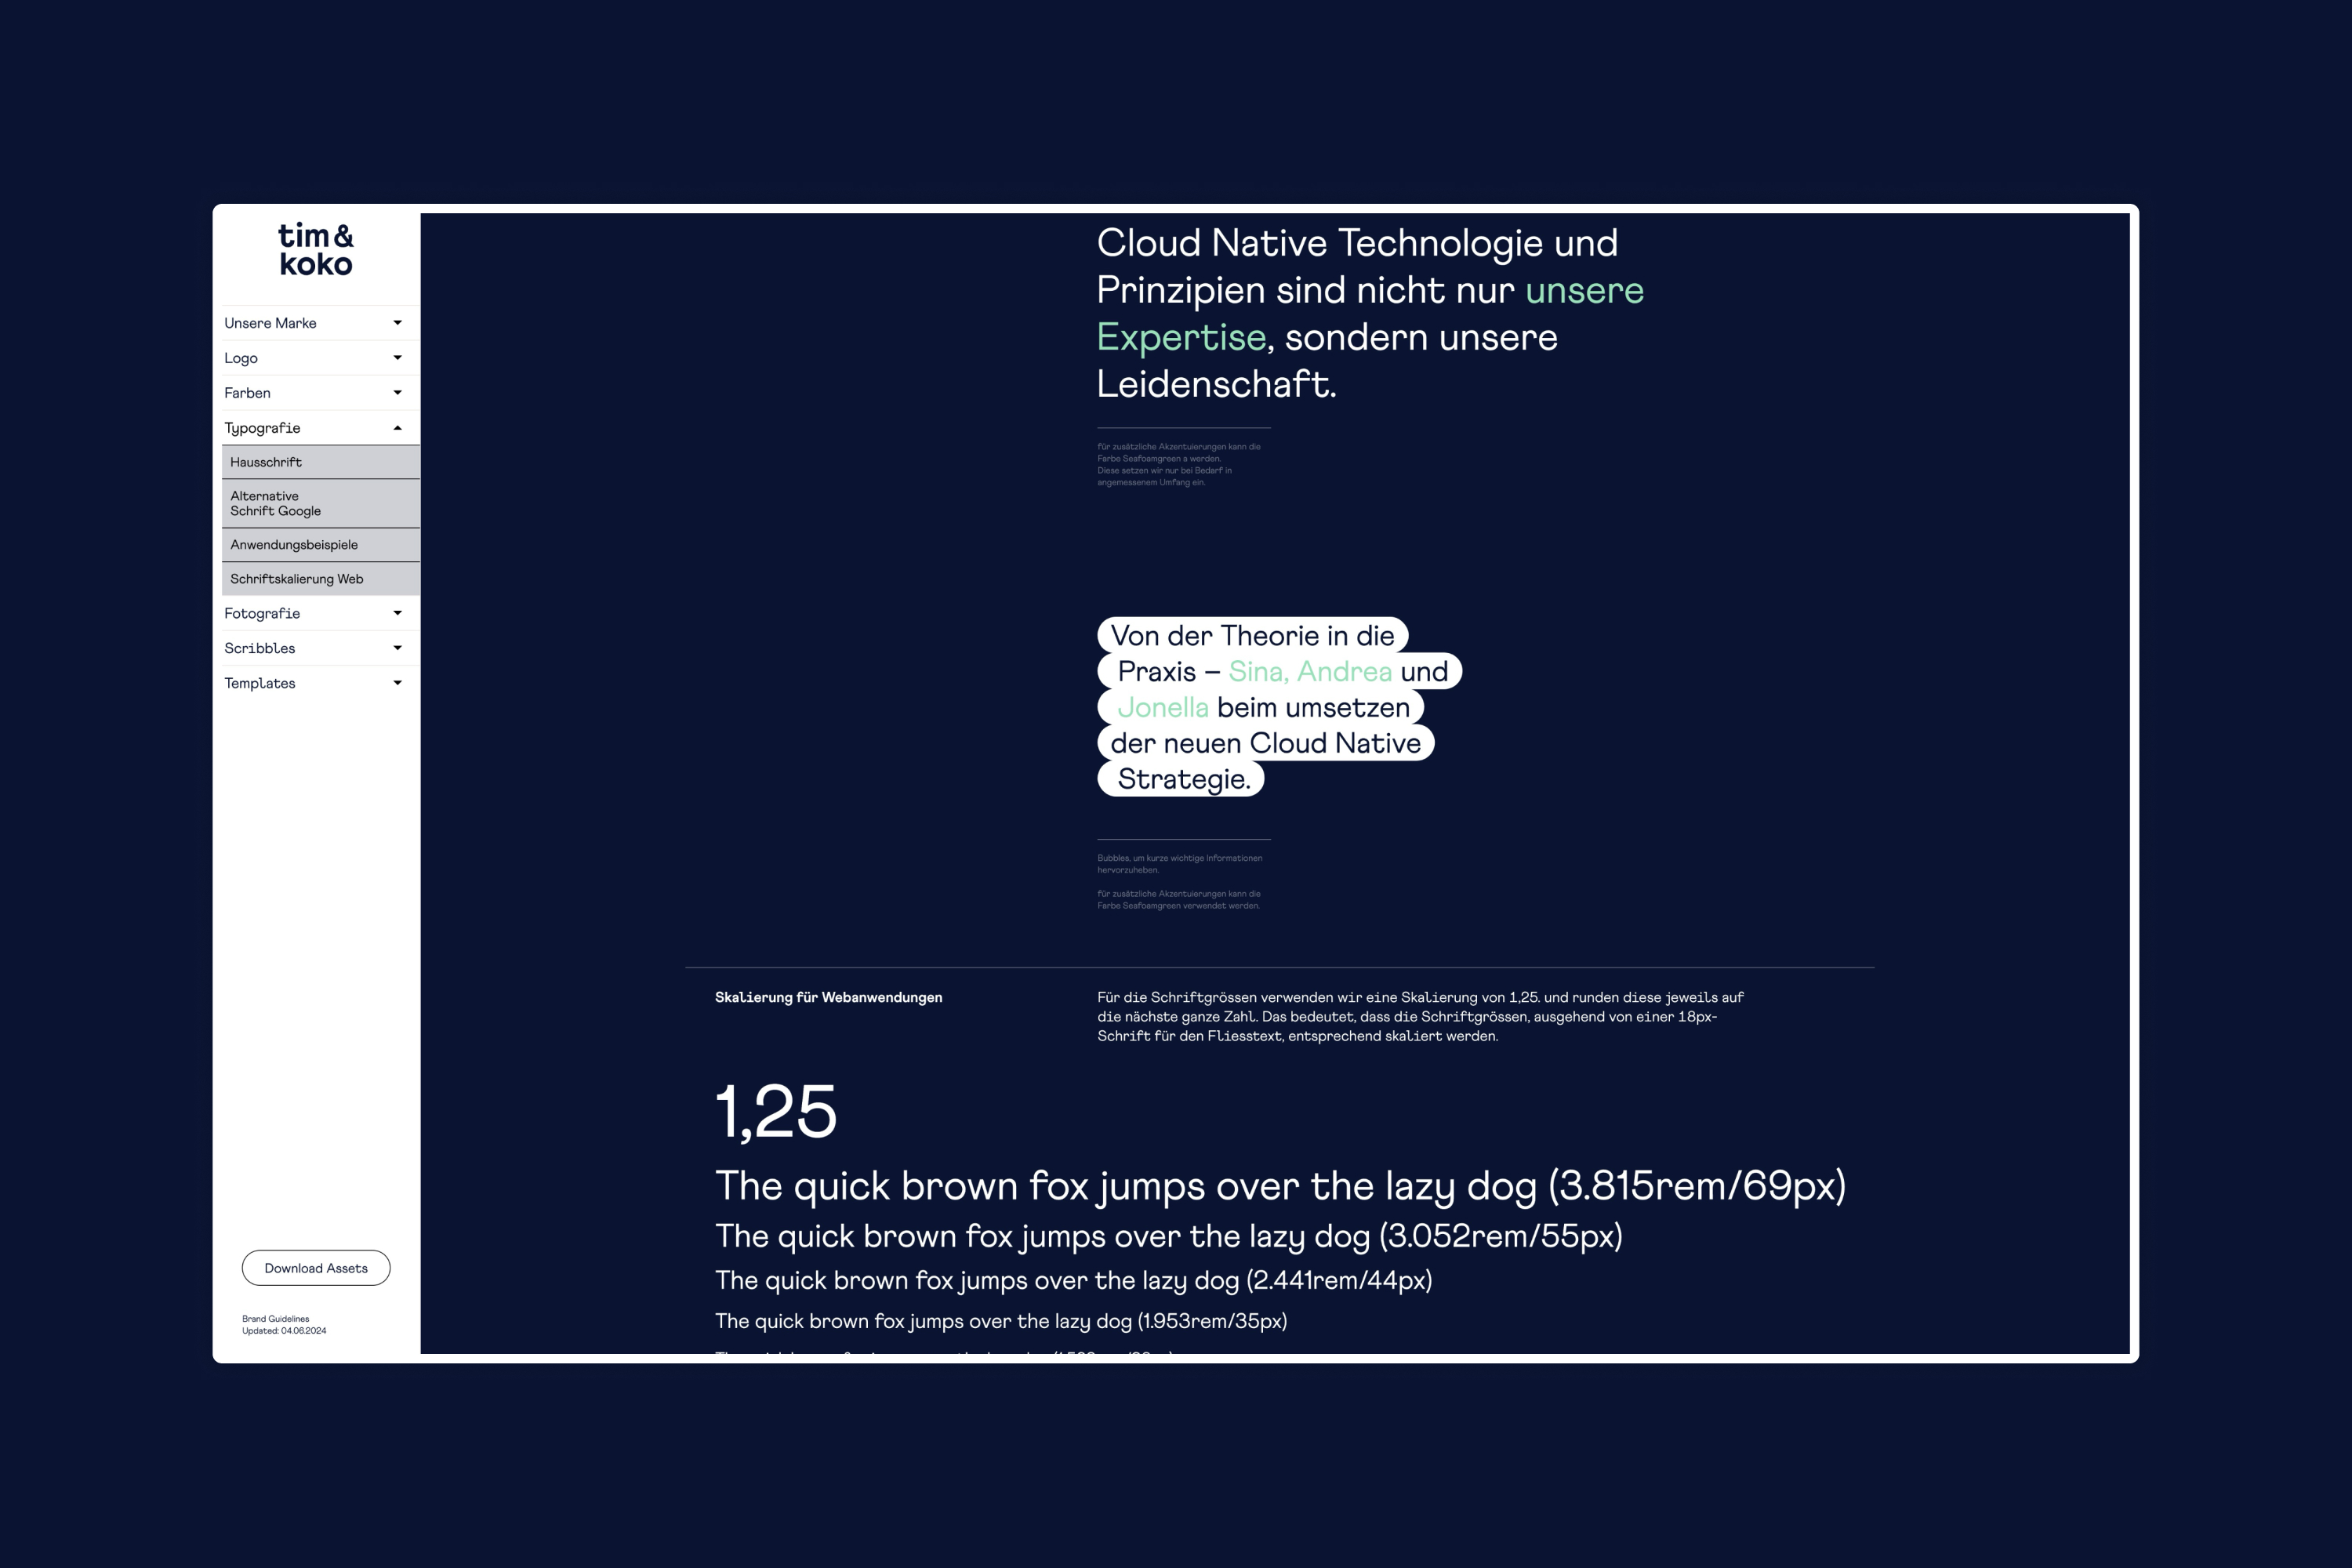 tim &
koko
Unsere Marke
Logo
Farben
Typografie
Hausschrift
Alternative
Schrift Google
Anwendungsbeispiele
Schriftskalierung Web
Fotografie
Scribbles
Templates
Download Assets
Brand Guidelines
Updated: 04.06.2024
Cloud Native Technologie und
Prinzipien sind nicht nur unsere
Expertise, sondern unsere
Leidenschaft.
für zusätzliche Akzentuierungen kann die
Farbe Seafoamgreen a werden.
Diese setzen wir nur bei Bedarf in
angemessenem Umfang ein.
Von der Theorie in die
Praxis – Sina, Andrea und
Jonella beim umsetzen
der neuen Cloud Native
Strategie.
Bubbles, um kurze wichtige Informationen
hervorzuheben.
für zusätzliche Akzentuierungen kann die
Farbe Seafoamgreen verwendet werden.
Skalierung für Webanwendungen
Für die Schriftgrössen verwenden wir eine Skalierung von 1,25. und runden diese jeweils auf
die nächste ganze Zahl. Das bedeutet, dass die Schriftgrössen, ausgehend von einer 18px-
Schrift für den Fliesstext, entsprechend skaliert werden.
1,25
The quick brown fox jumps over the lazy dog (3.815rem/69px)
The quick brown fox jumps over the lazy dog (3.052rem/55px)
The quick brown fox jumps over the lazy dog (2.441rem/44px)
The quick brown fox jumps over the lazy dog (1.953rem/35px)